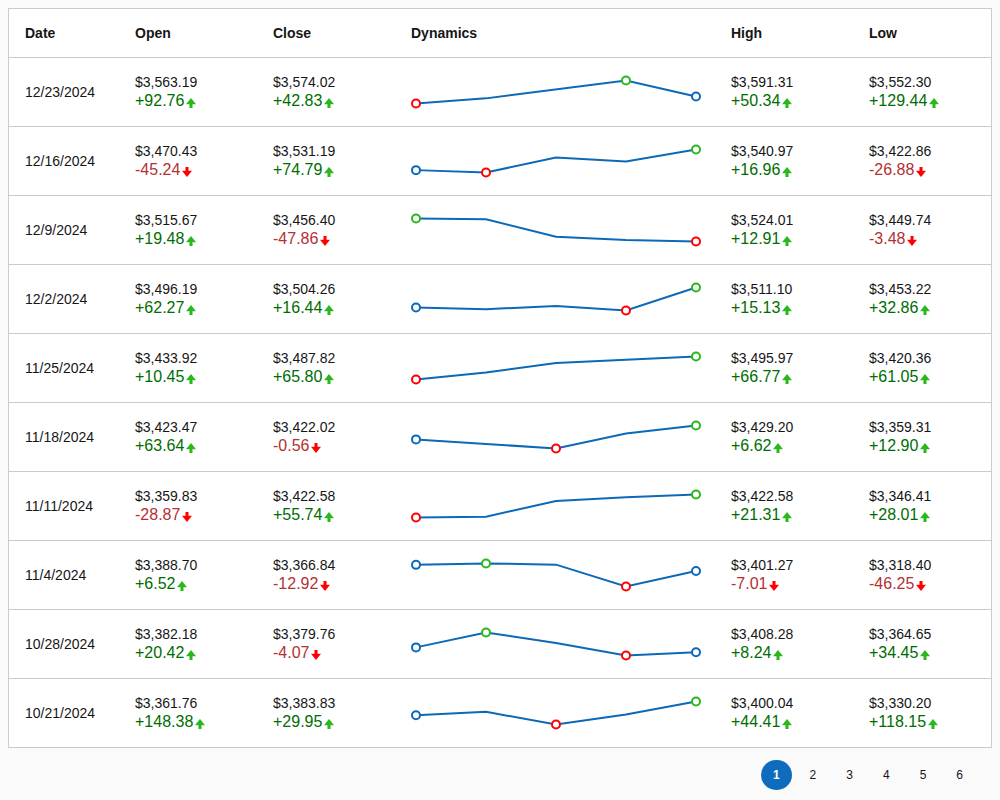 Date Open Close Dynamics High Low
12/23/2024 $3,563.19 $3,574.02 $3,591.31 $3,552.30
+92.76 +42.83 +50.34 +129.44
12/16/2024 $3,470.43 $3,531.19 $3,540.97 $3,422.86
-45.24 +74.79 +16.96 -26.88
12/9/2024 $3,515.67 $3,456.40 $3,524.01 $3,449.74
+19.48 -47.86 +12.91 -3.48
12/2/2024 $3,496.19 $3,504.26 $3,511.10 $3,453.22
+62.27 +16.44 +15.13 +32.86
11/25/2024 $3,433.92 $3,487.82 $3,495.97 $3,420.36
+10.45 +65.80 +66.77 +61.05
11/18/2024 $3,423.47 $3,422.02 $3,429.20 $3,359.31
+63.64 -0.56 +6.62 +12.90
11/11/2024 $3,359.83 $3,422.58 $3,422.58 $3,346.41
-28.87 +55.74 +21.31 +28.01
11/4/2024 $3,388.70 $3,366.84 $3,401.27 $3,318.40
+6.52 -12.92 -7.01 -46.25
10/28/2024 $3,382.18 $3,379.76 $3,408.28 $3,364.65
+20.42 -4.07 +8.24 +34.45
10/21/2024 $3,361.76 $3,383.83 $3,400.04 $3,330.20
+148.38 +29.95 +44.41 +118.15
1 2 3 4 5 6